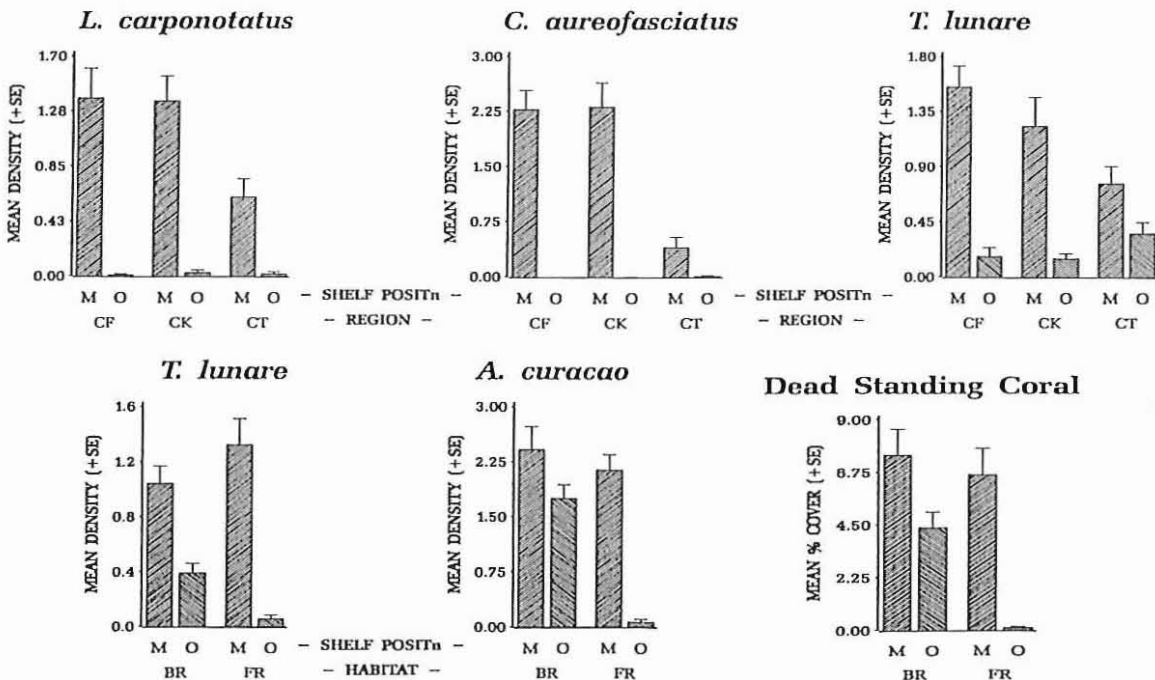 L. carponotatus
MEAN DENSITY (+SE)
1.70
1.28
0.85
0.43
0.00
M O M O M O
CF CK CT
– SHELF POSITn –
– REGION –
C. aureofasciatus
MEAN DENSITY (+SE)
3.00
2.25
1.50
0.75
0.00
M O M O M O
CF CK CT
– SHELF POSITn –
– REGION –
T. lunare
MEAN DENSITY (+SE)
1.80
1.35
0.90
0.45
0.00
M O M O M O
CF CK CT
T. lunare
MEAN DENSITY (+SE)
1.6
1.2
0.8
0.4
0.0
M O M O
BR FR
– SHELF POSITn –
– HABITAT –
A. curacao
MEAN DENSITY (+SE)
3.00
2.25
1.50
0.75
0.00
M O M O
BR FR
Dead Standing Coral
MEAN % COVER (+SE)
9.00
6.75
4.50
2.25
0.00
M O M O
BR FR